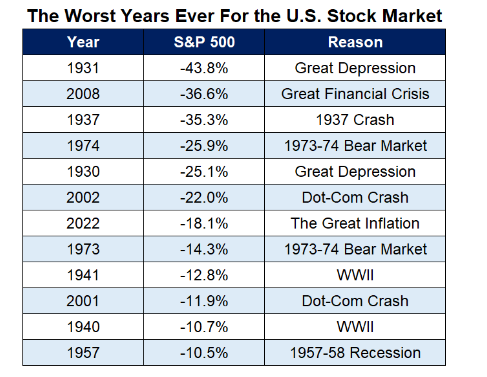 The Worst Years Ever For the U.S. Stock Market
Year S&P 500 Reason
1931 -43.8% Great Depression
2008 -36.6% Great Financial Crisis
1937 -35.3% 1937 Crash
1974 -25.9% 1973-74 Bear Market
1930 -25.1% Great Depression
2002 -22.0% Dot-Com Crash
2022 -18.1% The Great Inflation
1973 -14.3% 1973-74 Bear Market
1941 -12.8% WWII
2001 -11.9% Dot-Com Crash
1940 -10.7% WWII
1957 -10.5% 1957-58 Recession